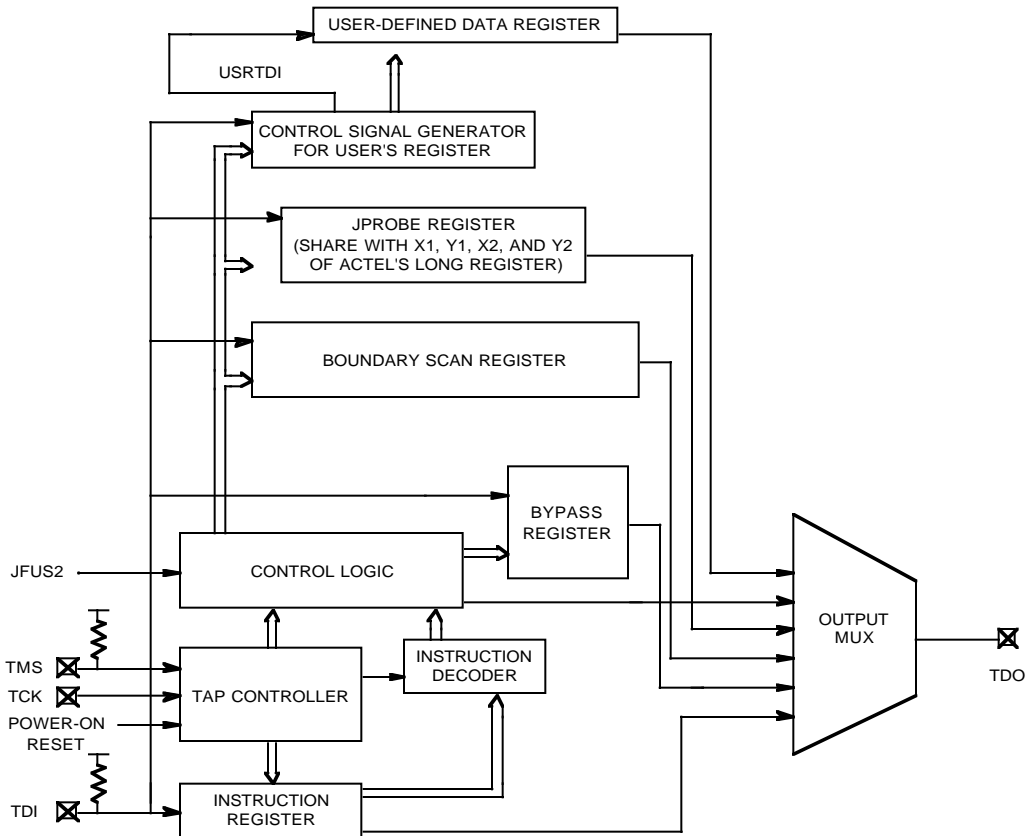 USER-DEFINED DATA REGISTER
USRTDI
CONTROL SIGNAL GENERATOR
FOR USER'S REGISTER
JPROBE REGISTER
(SHARE WITH X1, Y1, X2, AND Y2
OF ACTEL'S LONG REGISTER)
BOUNDARY SCAN REGISTER
BYPASS
REGISTER
JFUS2
CONTROL LOGIC
OUTPUT
MUX
TMS
TCK
POWER-ON
RESET
TAP CONTROLLER
INSTRUCTION
DECODER
TDO
TDI
INSTRUCTION
REGISTER